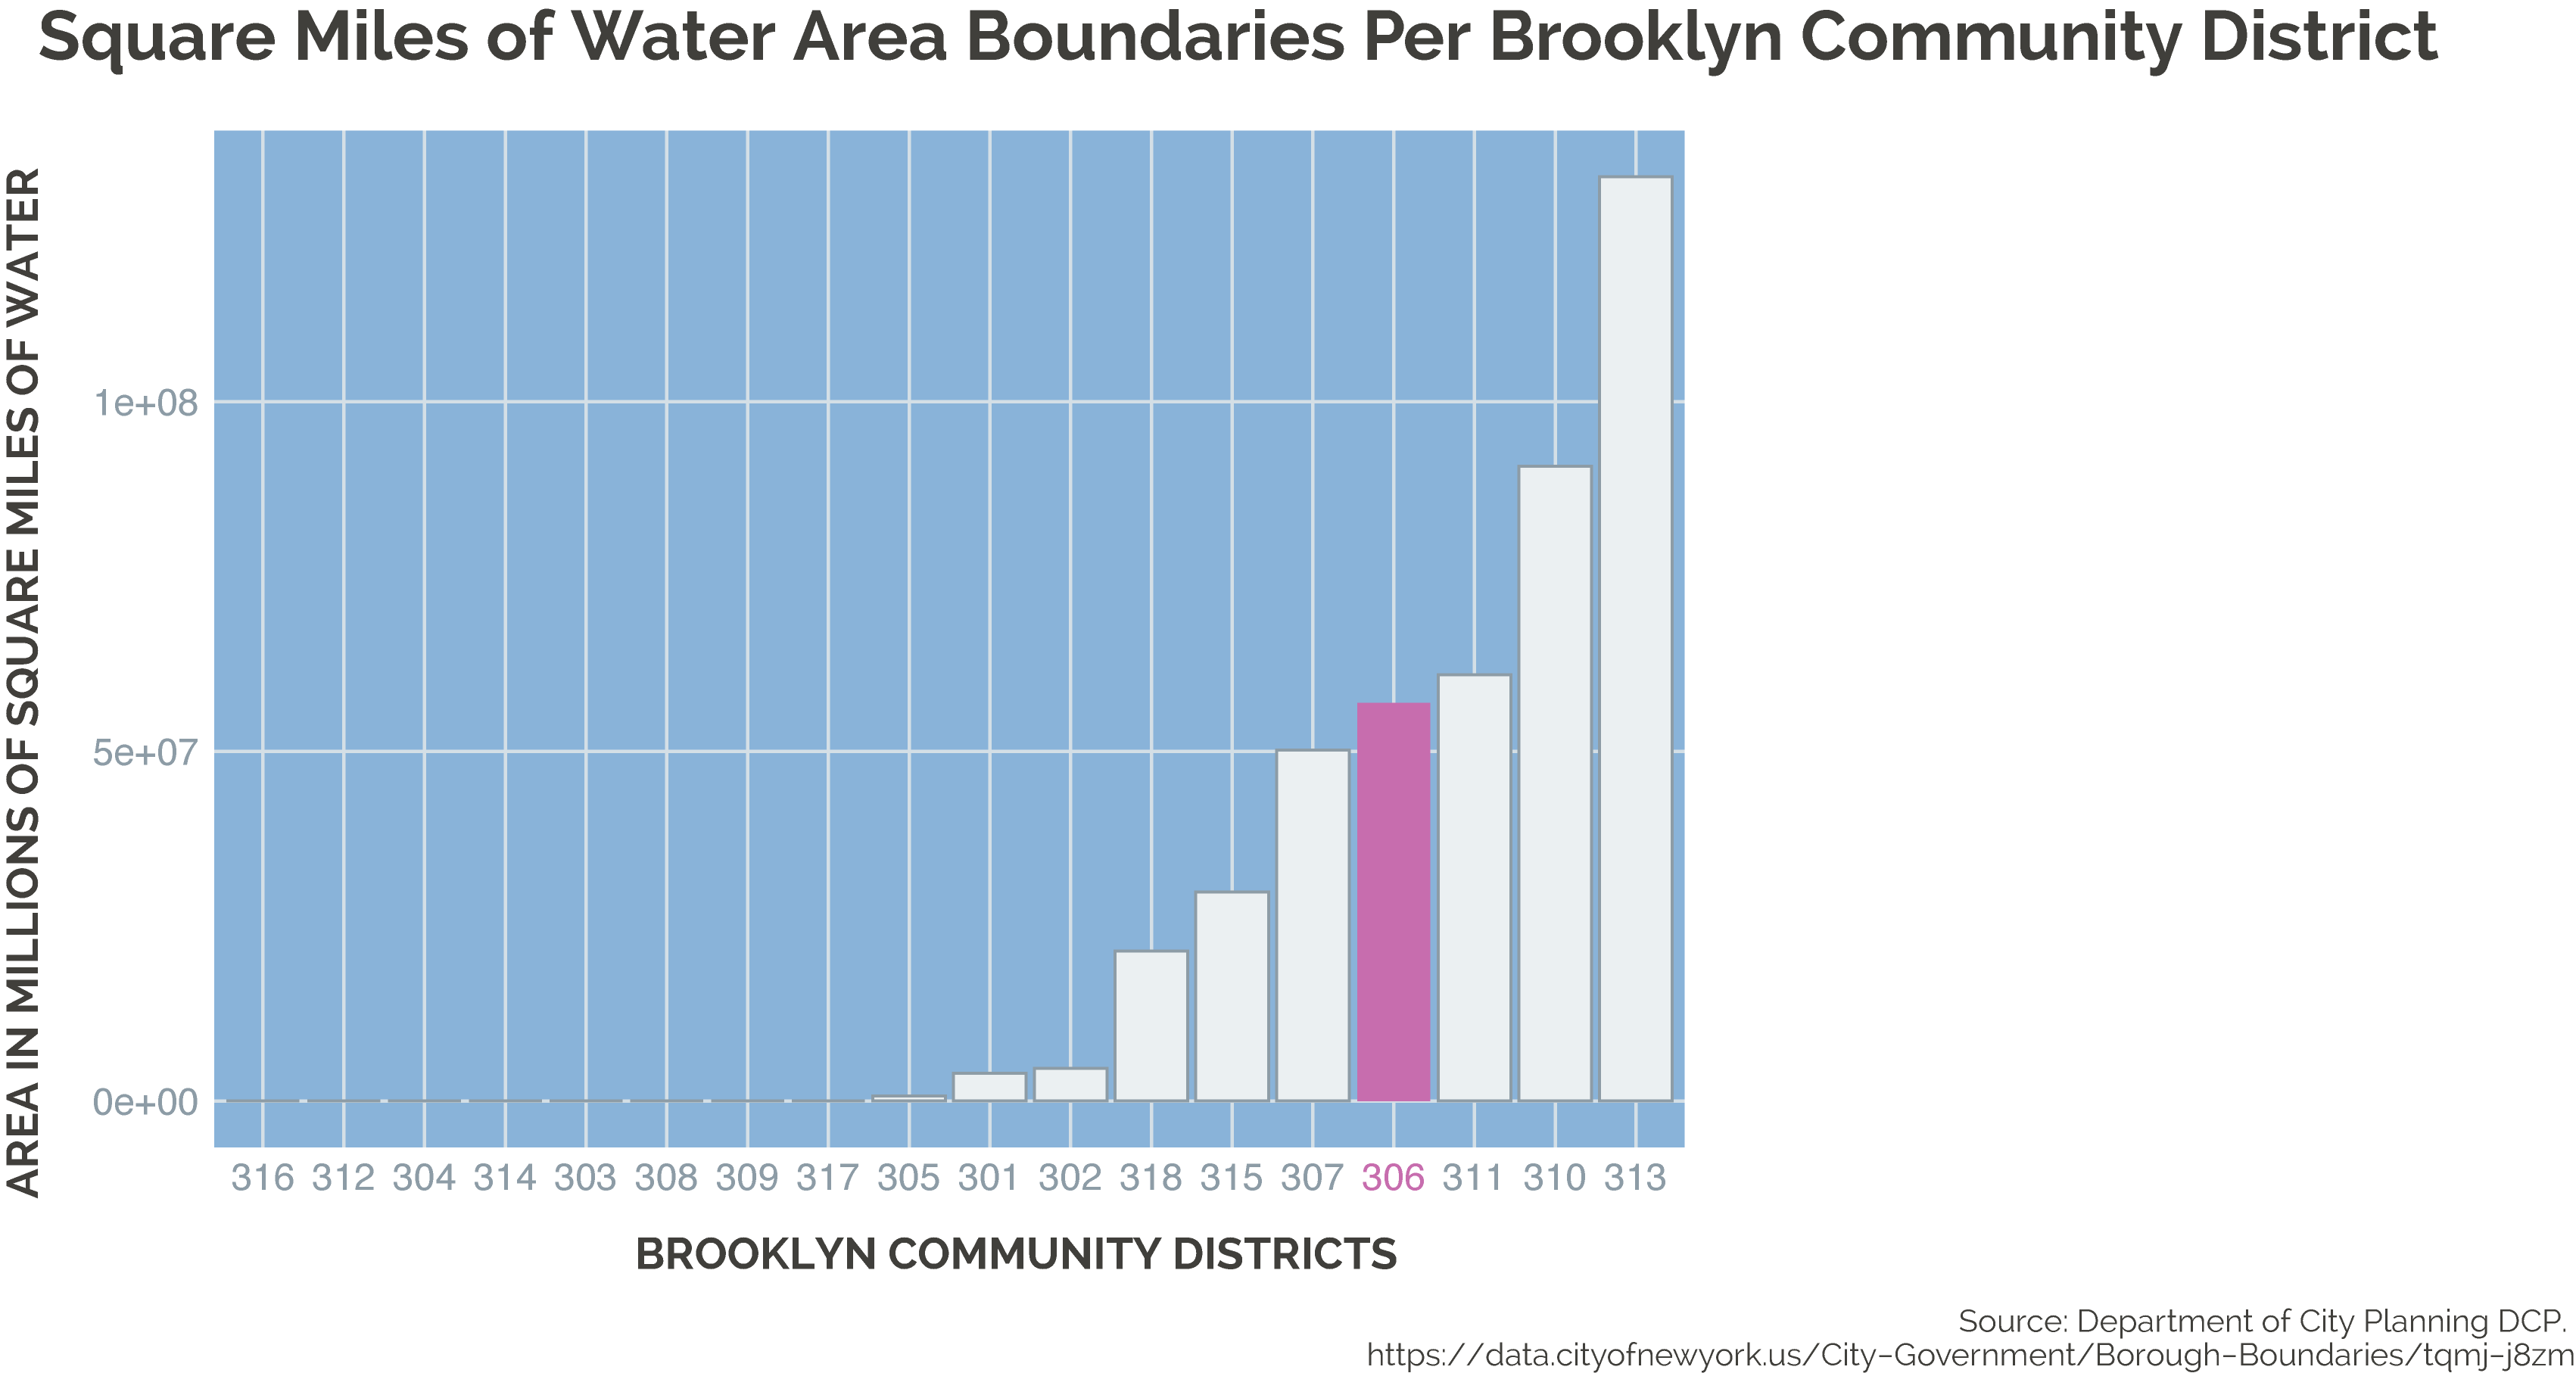 Square Miles of Water Area Boundaries Per Brooklyn Community District
AREA IN MILLIONS OF SQUARE MILES OF WATER
1e+08
5e+07
0e+00
316 312 304 314 303 308 309 317 305 301 302 318 315 307 306 311 310 313
BROOKLYN COMMUNITY DISTRICTS
Source: Department of City Planning DCP.
https://data.cityofnewyork.us/City-Government/Borough-Boundaries/tqmj-j8zm